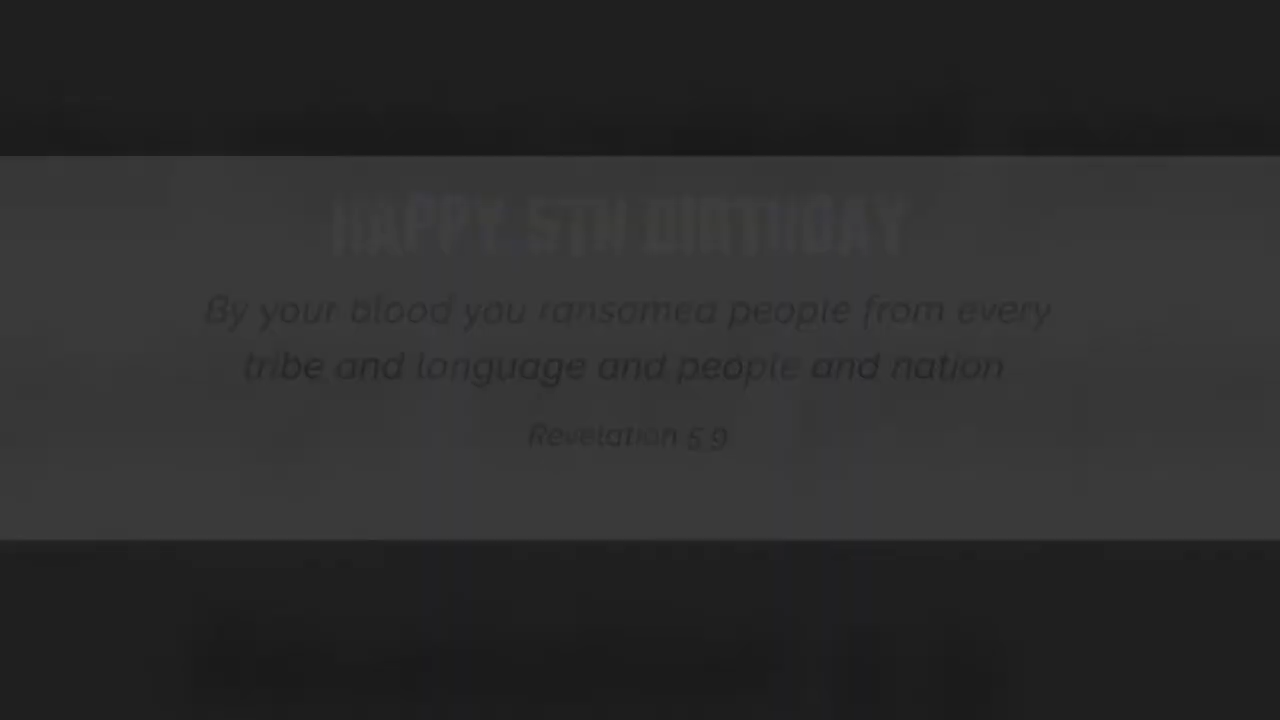 HAPPY 5TH BIRTHDAY
By your blood you ransomed people from every
tribe and language and people and nation
Revelation 5 9